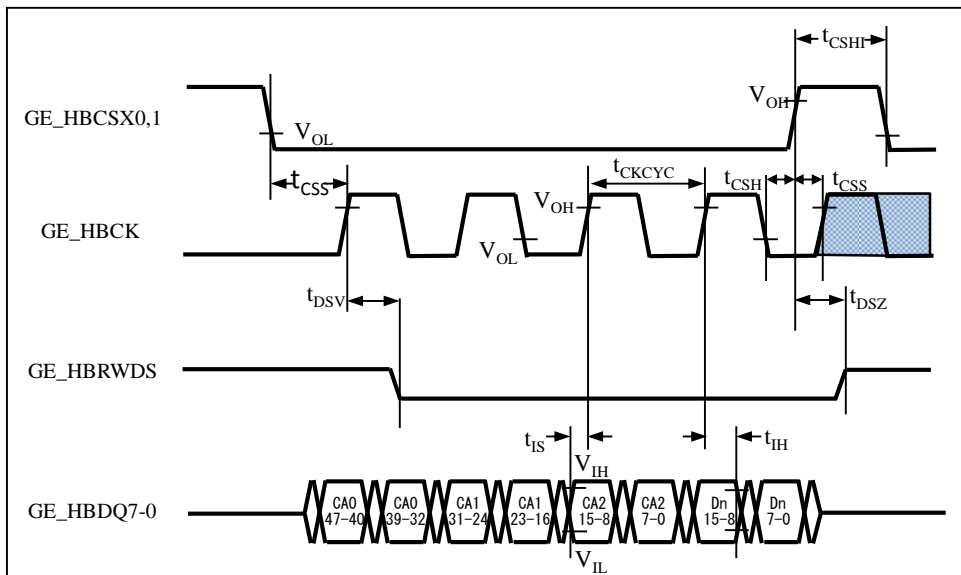 tCSHI
GE_HBCSX0,1
VOH
VOL
tCSS
tCKCYC
tCSH
tCSS
GE_HBCK
VOH
VOL
tDSV
tDSZ
GE_HBRWDS
tIS
tIH
VIH
GE_HBDQ7-0
CA0 CA0 CA1 CA1 CA2 CA2 Dn Dn
47-40 39-32 31-24 23-16 15-8 7-0 15-8 7-0
VIL